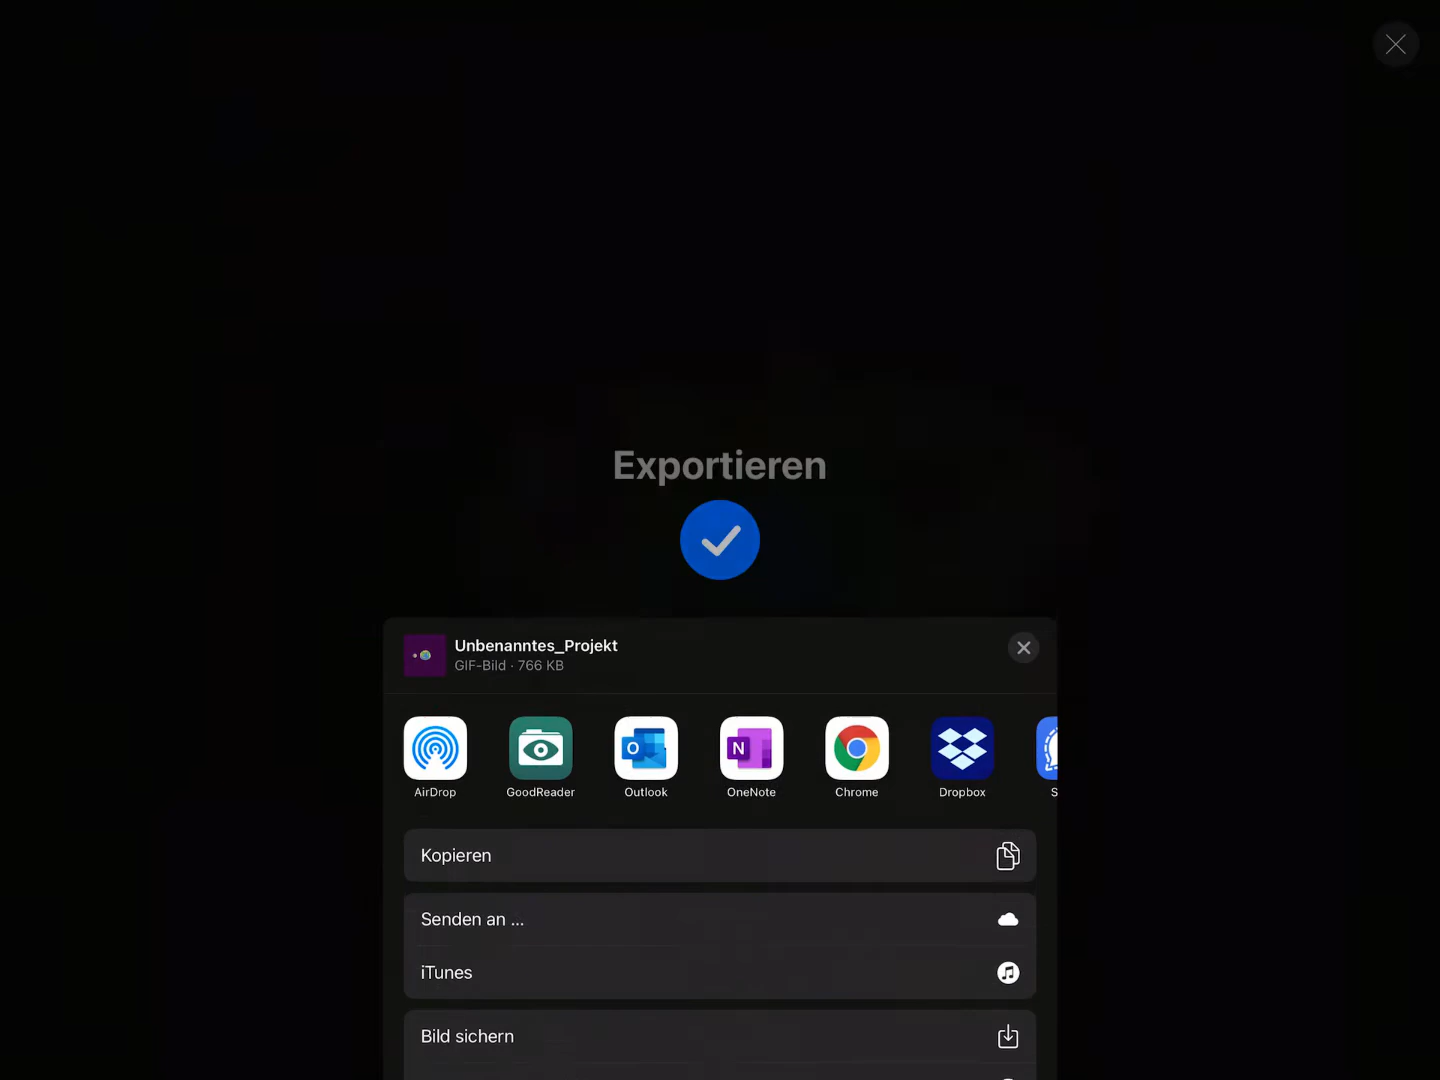 Exportieren
Unbenanntes_Projekt
GIF-Bild · 766 KB
AirDrop
GoodReader
Outlook
OneNote
Chrome
Dropbox
S
Kopieren
Senden an ...
iTunes
Bild sichern